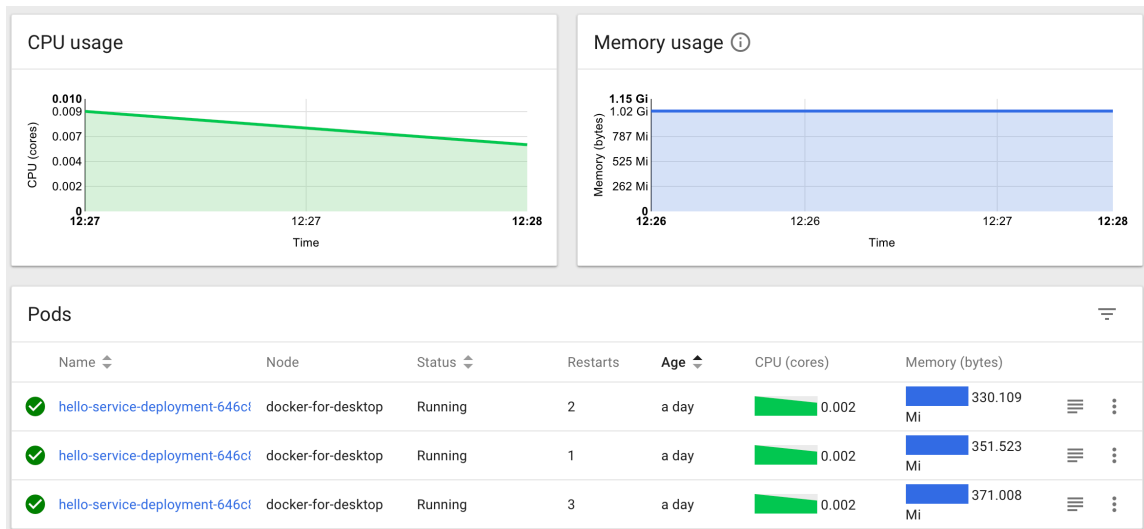 CPU usage
0.010
0.009
0.007
0.004
0.002
0
CPU (cores)
12:27 12:27 12:28
Time
Memory usage
1.15 Gi
1.02 Gi
787 Mi
525 Mi
262 Mi
0
Memory (bytes)
12:26 12:26 12:27 12:28
Time
Pods
Name Node Status Restarts Age CPU (cores) Memory (bytes)
hello-service-deployment-646c8 docker-for-desktop Running 2 a day 0.002 330.109
Mi
hello-service-deployment-646c8 docker-for-desktop Running 1 a day 0.002 351.523
Mi
hello-service-deployment-646c8 docker-for-desktop Running 3 a day 0.002 371.008
Mi